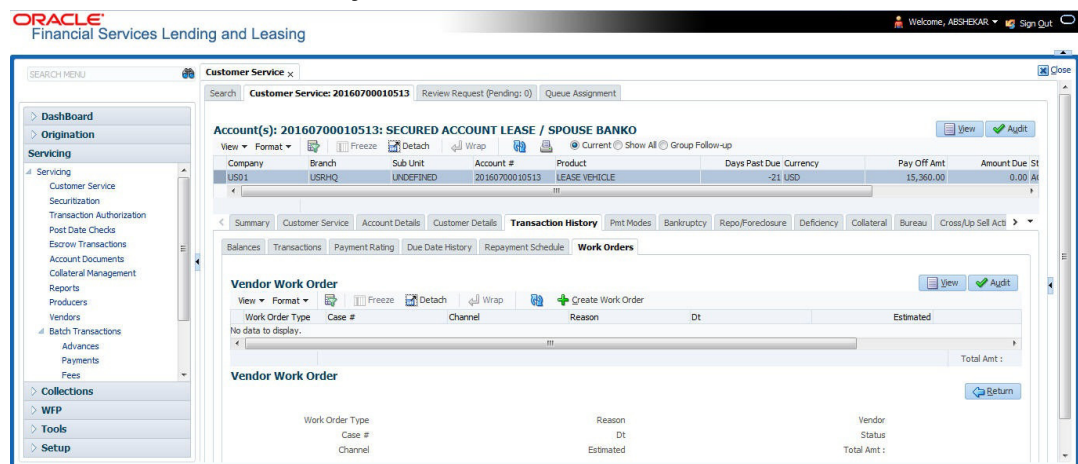 ORACLE
Financial Services Lending and Leasing
Welcome, ABSHEKAR Sign Out
Close
SEARCH MENU
DashBoard
Origination
Servicing
Servicing
Customer Service
Securitization
Transaction Authorization
Post Date Checks
Escrow Transactions
Account Documents
Collateral Management
Reports
Producers
Vendors
Batch Transactions
Advances
Payments
Fees
Collections
WFP
Tools
Setup
Customer Service x
Search Customer Service: 20160700010513 Review Request (Pending: 0) Queue Assignment
Account(s): 20160700010513: SECURED ACCOUNT LEASE / SPOUSE BANKO
View Audit
View Format Freeze Detach Wrap Current Show All Group Follow-up
Company Branch Sub Unit Account # Product Days Past Due Currency Pay Off Amt Amount Due St
US01 USRHQ UNDEFINED 20160700010513 LEASE VEHICLE -21 USD 15,360.00 0.00
Summary Customer Service Account Details Customer Details Transaction History Pmt Modes Bankruptcy Repo/Foreclosure Deficiency Collateral Bureau Cross/Up Sell Acti
Balances Transactions Payment Rating Due Date History Repayment Schedule Work Orders
Vendor Work Order
View Audit
View Format Freeze Detach Wrap Create Work Order
Work Order Type Case # Channel Reason Dt Estimated
No data to display.
Total Amt :
Vendor Work Order
Return
Work Order Type Reason Vendor
Case # Dt Status
Channel Estimated Total Amt :